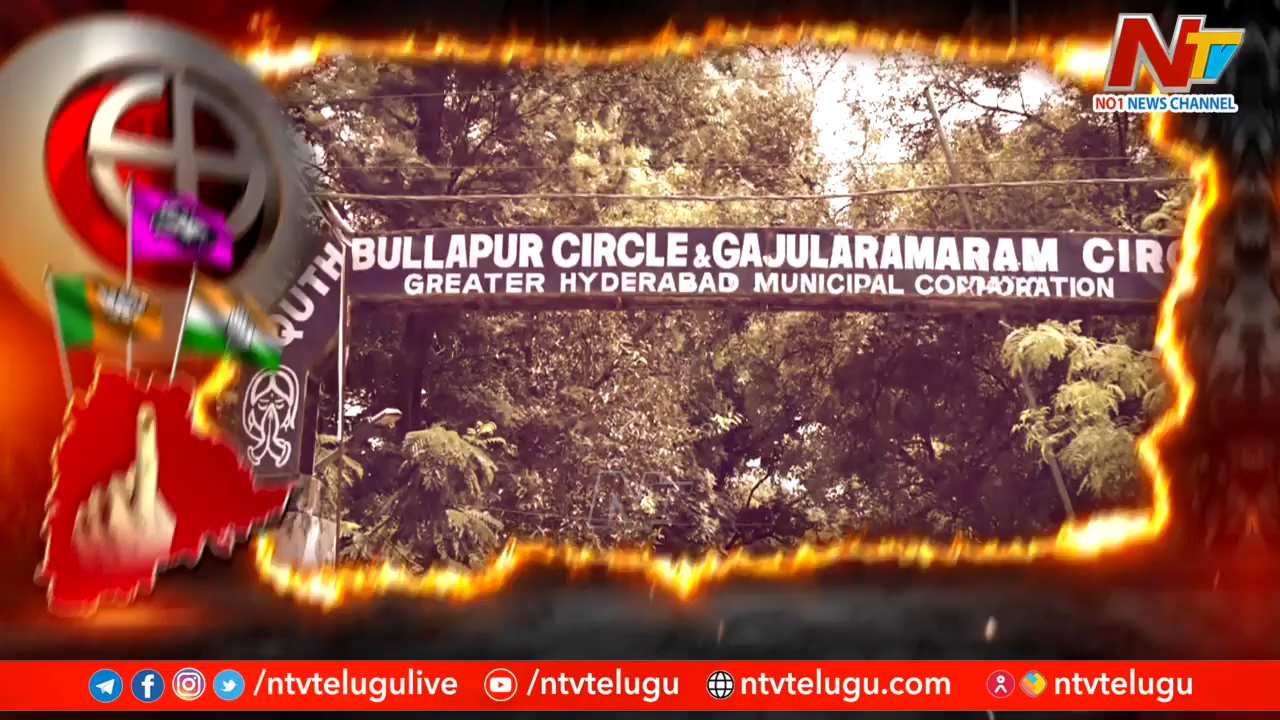 NTV
NO1 NEWS CHANNEL
QUTH
BULLAPUR CIRCLE & GAJULARAMARAM CIRC
GREATER HYDERABAD MUNICIPAL CORPORATION
/ntvtelugulive
/ntvtelugu
ntvtelugu.com
ntvtelugu